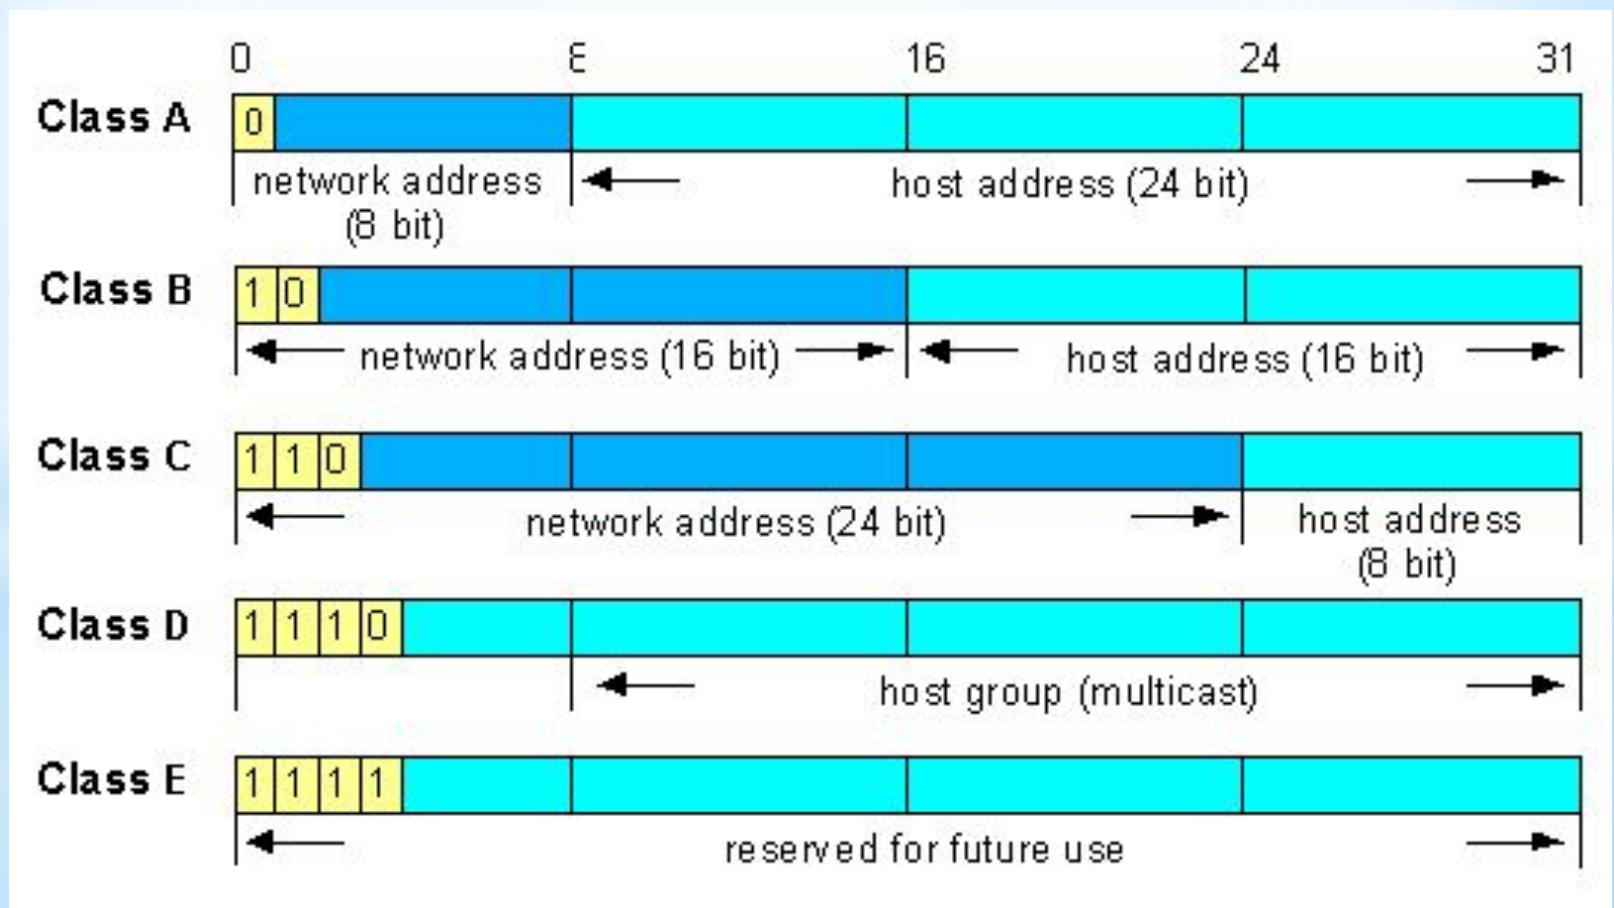 0 8 16 24 31
Class A 0
network address host address (24 bit)
(8 bit)
Class B 1 0
network address (16 bit) host address (16 bit)
Class C 1 1 0
network address (24 bit) host address
(8 bit)
Class D 1 1 1 0
host group (multicast)
Class E 1 1 1 1
reserved for future use